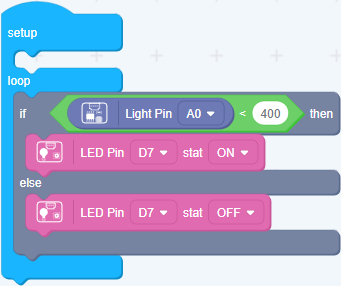 setup
loop
if Light Pin A0 < 400 then
LED Pin D7 stat ON
else
LED Pin D7 stat OFF